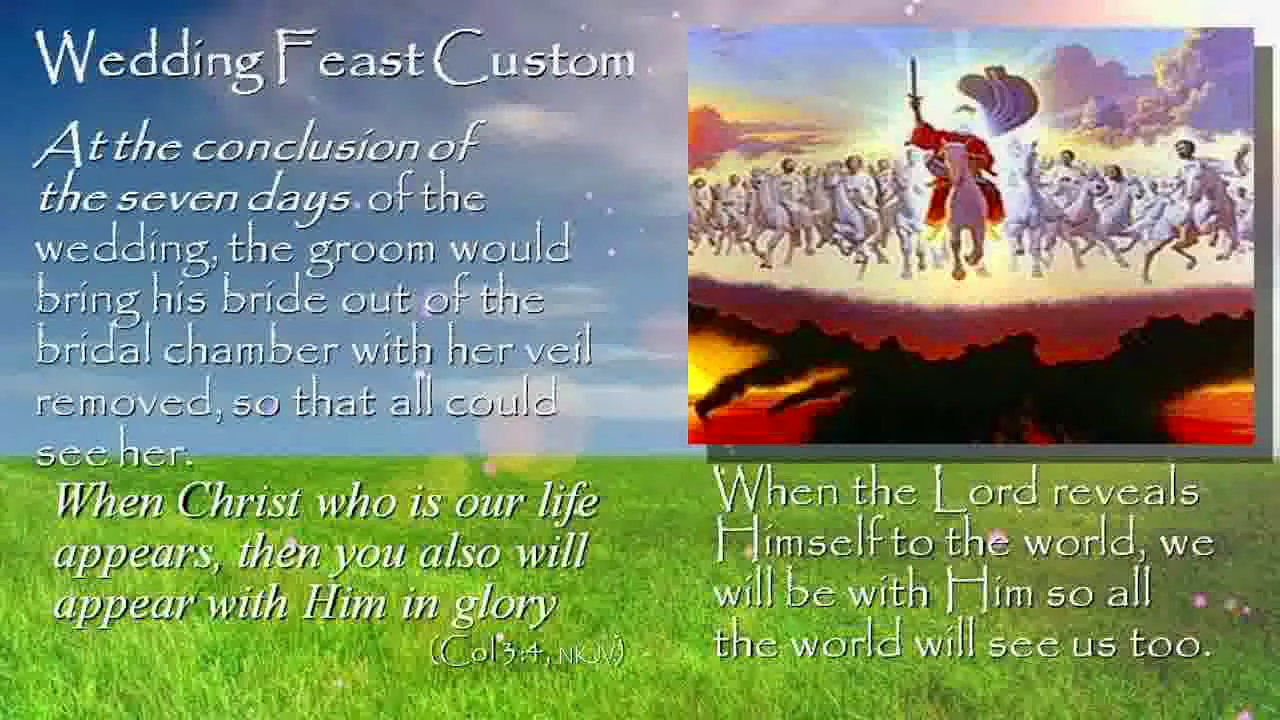 Wedding Feast Custom
At the conclusion of
the seven days of the
wedding, the groom would
bring his bride out of the
bridal chamber with her veil
removed, so that all could
see her.
When Christ who is our life
appears, then you also will
appear with Him in glory
(Col 3:4, NKJV)
When the Lord reveals
Himself to the world, we
will be with Him so all
the world will see us too.